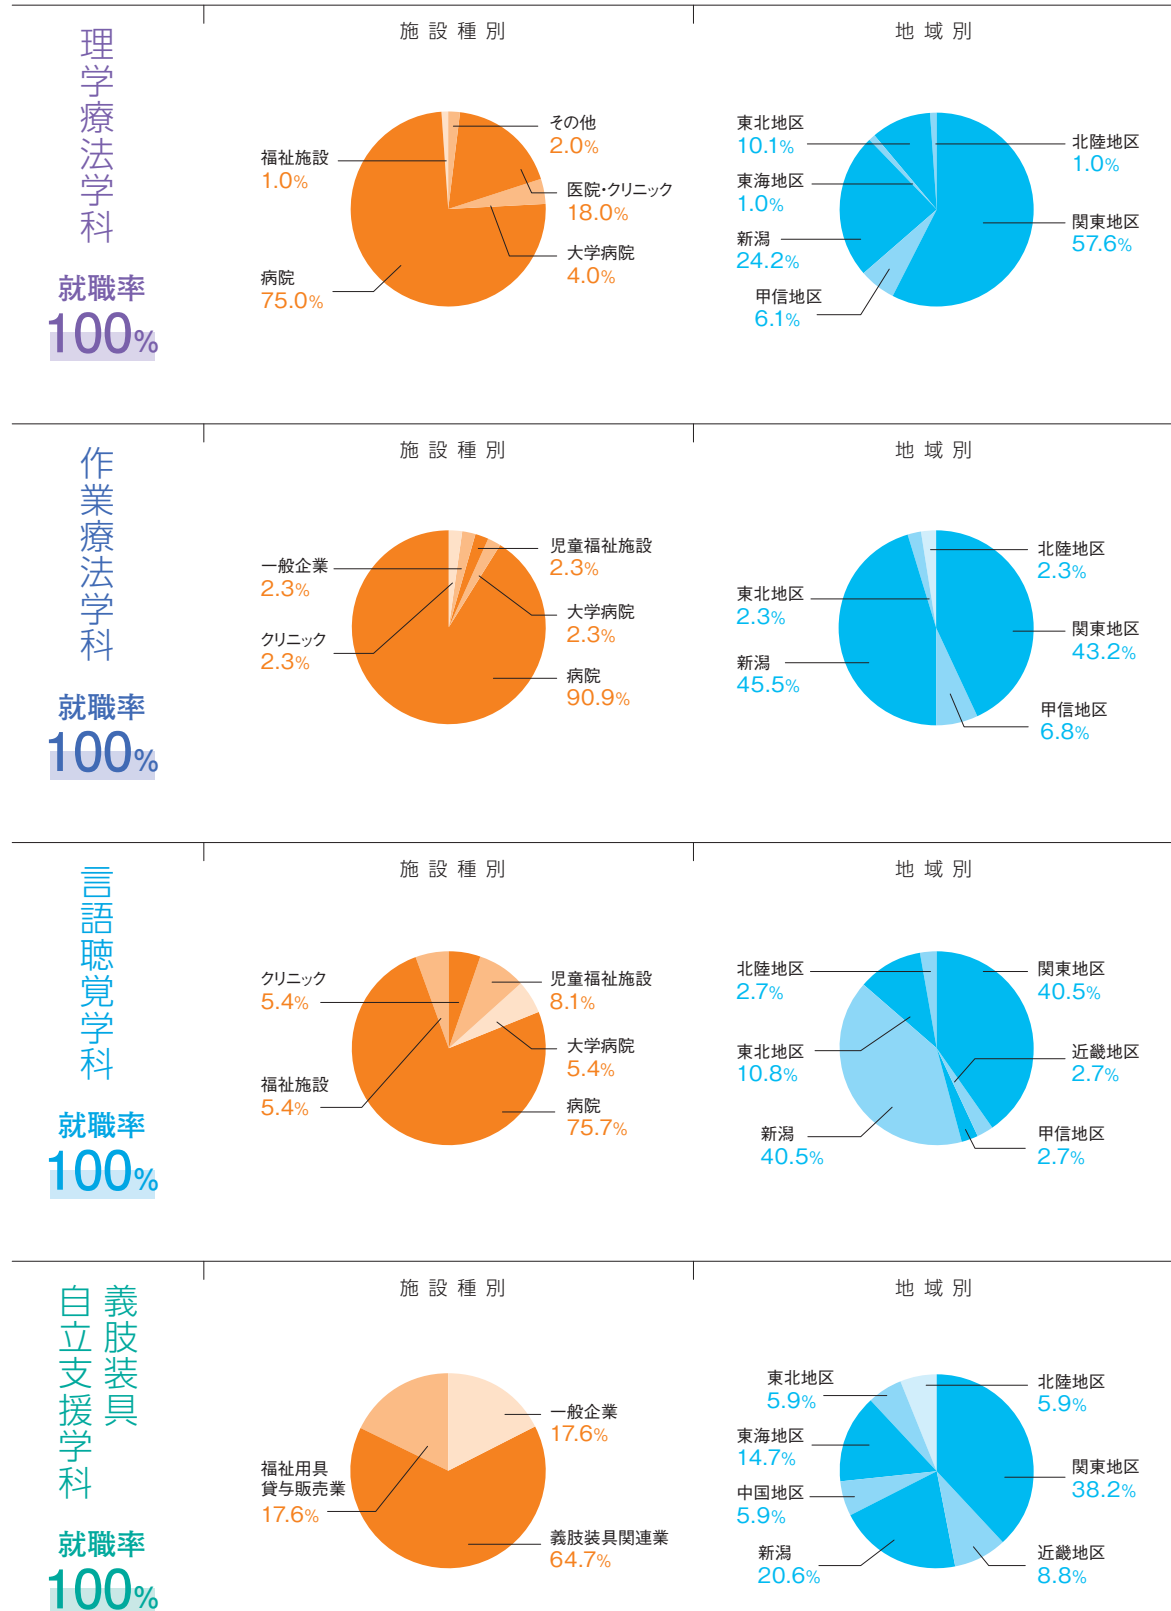 理学療法学科
就職率
100%
施設種別
その他
2.0%
福祉施設
1.0%
医院・クリニック
18.0%
大学病院
4.0%
病院
75.0%
地域別
東北地区
10.1%
北陸地区
1.0%
東海地区
1.0%
関東地区
57.6%
新潟
24.2%
甲信地区
6.1%
作業療法学科
就職率
100%
施設種別
児童福祉施設
2.3%
一般企業
2.3%
大学病院
2.3%
クリニック
2.3%
病院
90.9%
地域別
北陸地区
2.3%
東北地区
2.3%
関東地区
43.2%
新潟
45.5%
甲信地区
6.8%
言語聴覚学科
就職率
100%
施設種別
クリニック
5.4%
児童福祉施設
8.1%
大学病院
5.4%
福祉施設
5.4%
病院
75.7%
地域別
北陸地区
2.7%
関東地区
40.5%
東北地区
10.8%
近畿地区
2.7%
新潟
40.5%
甲信地区
2.7%
義肢装具
自立支援学科
就職率
100%
施設種別
一般企業
17.6%
福祉用具
貸与販売業
17.6%
義肢装具関連業
64.7%
地域別
東北地区
5.9%
北陸地区
5.9%
東海地区
14.7%
関東地区
38.2%
中国地区
5.9%
新潟
20.6%
近畿地区
8.8%